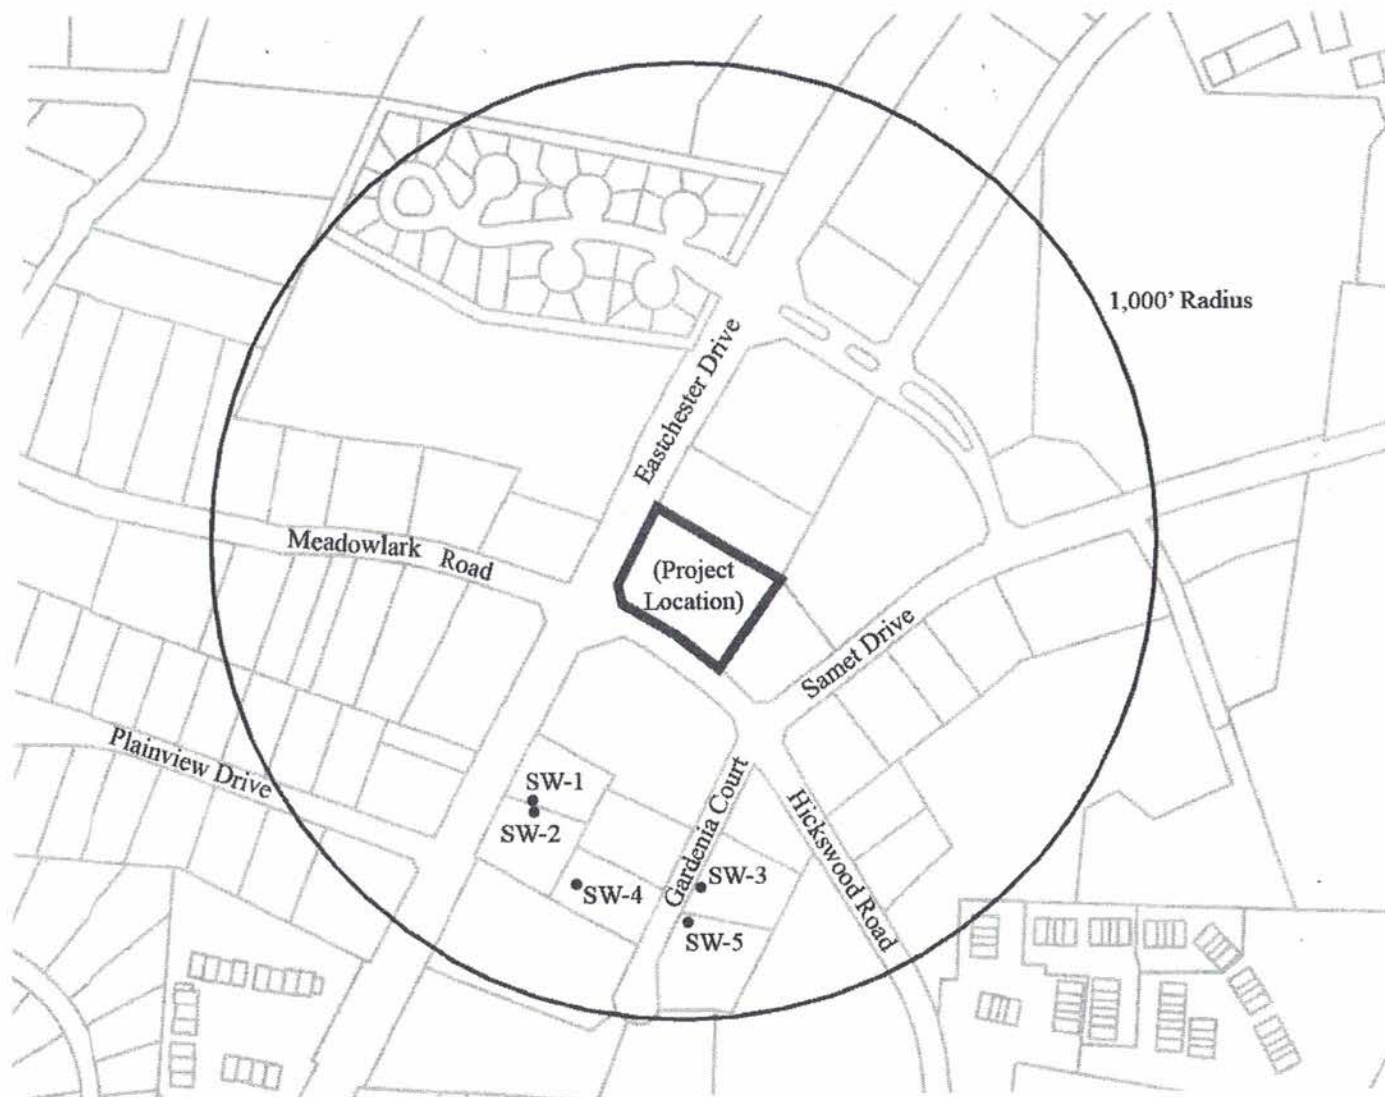 1,000' Radius
Eastchester Drive
Meadowlark Road
(Project
Location)
Samet Drive
Plainview Drive
SW-1
SW-2
Gardenia Court
Hickswood Road
SW-3
SW-4
SW-5